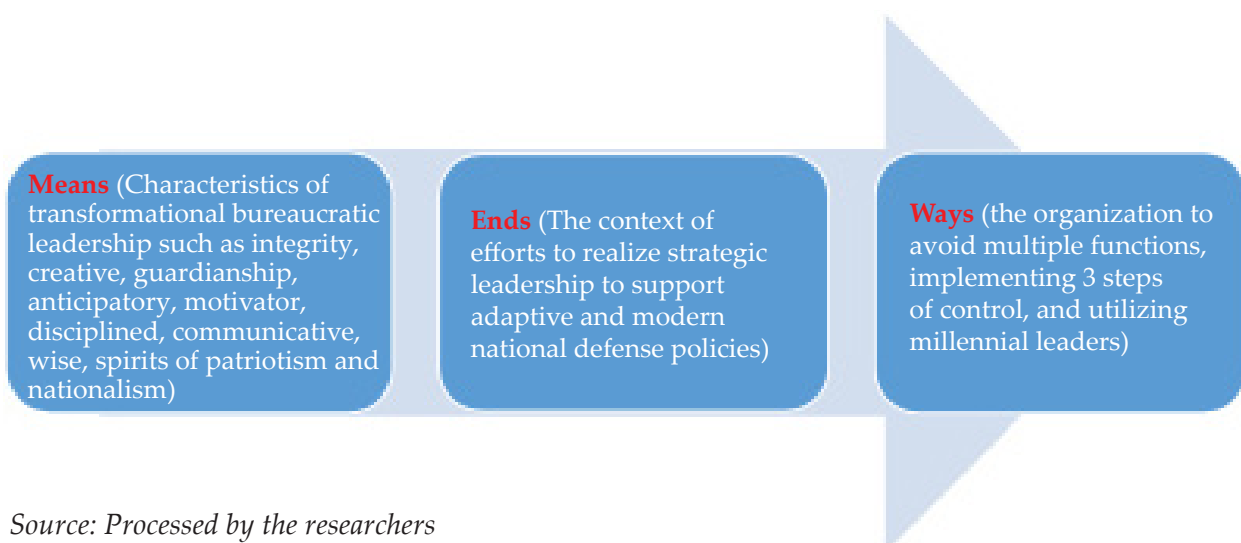 Means (Characteristics of
transformational bureaucratic
leadership such as integrity,
creative, guardianship,
anticipatory, motivator,
disciplined, communicative,
wise, spirits of patriotism and
nationalism)
Ends (The context of
efforts to realize strategic
leadership to support
adaptive and modern
national defense policies)
Ways (the organization to
avoid multiple functions,
implementing 3 steps
of control, and utilizing
millennial leaders)
Source: Processed by the researchers